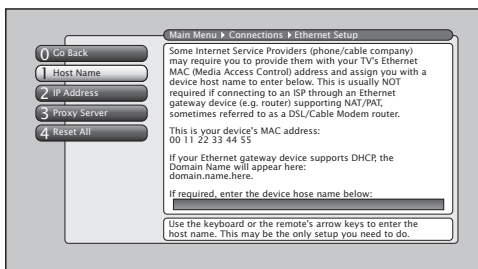 Main Menu ▸ Connections ▸ Ethernet Setup
0 Go Back
1 Host Name
2 IP Address
3 Proxy Server
4 Reset All
Some Internet Service Providers (phone/cable company)
may require you to provide them with your TV's Ethernet
MAC (Media Access Control) address and assign you with a
device host name to enter below. This is usually NOT
required if connecting to an ISP through an Ethernet
gateway device (e.g. router) supporting NAT/PAT,
sometimes referred to as a DSL/Cable Modem router.
This is your device's MAC address:
00 11 22 33 44 55
If your Ethernet gateway device supports DHCP, the
Domain Name will appear here:
domain.name.here.
If required, enter the device hose name below:
Use the keyboard or the remote's arrow keys to enter the
host name. This may be the only setup you need to do.